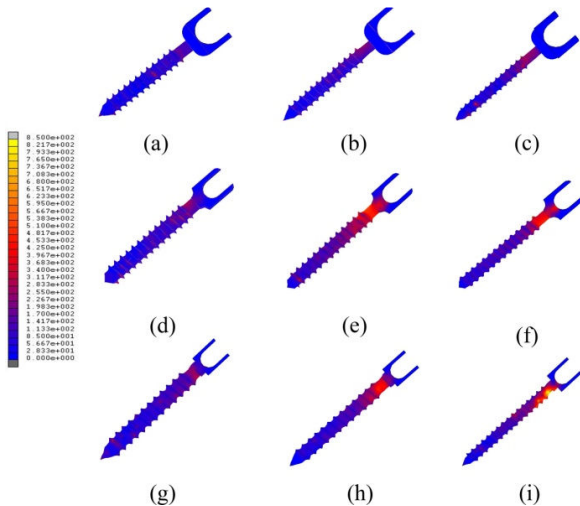 (a)
(b)
(c)
8.500e+002
8.217e+002
7.933e+002
7.650e+002
7.367e+002
7.083e+002
6.800e+002
6.517e+002
6.233e+002
5.950e+002
5.667e+002
5.383e+002
5.100e+002
4.817e+002
4.533e+002
4.250e+002
3.967e+002
3.683e+002
3.400e+002
3.117e+002
2.833e+002
2.550e+002
2.267e+002
1.983e+002
1.700e+002
1.417e+002
1.133e+002
8.500e+001
5.667e+001
2.833e+001
0.000e+000
(d)
(e)
(f)
(g)
(h)
(i)